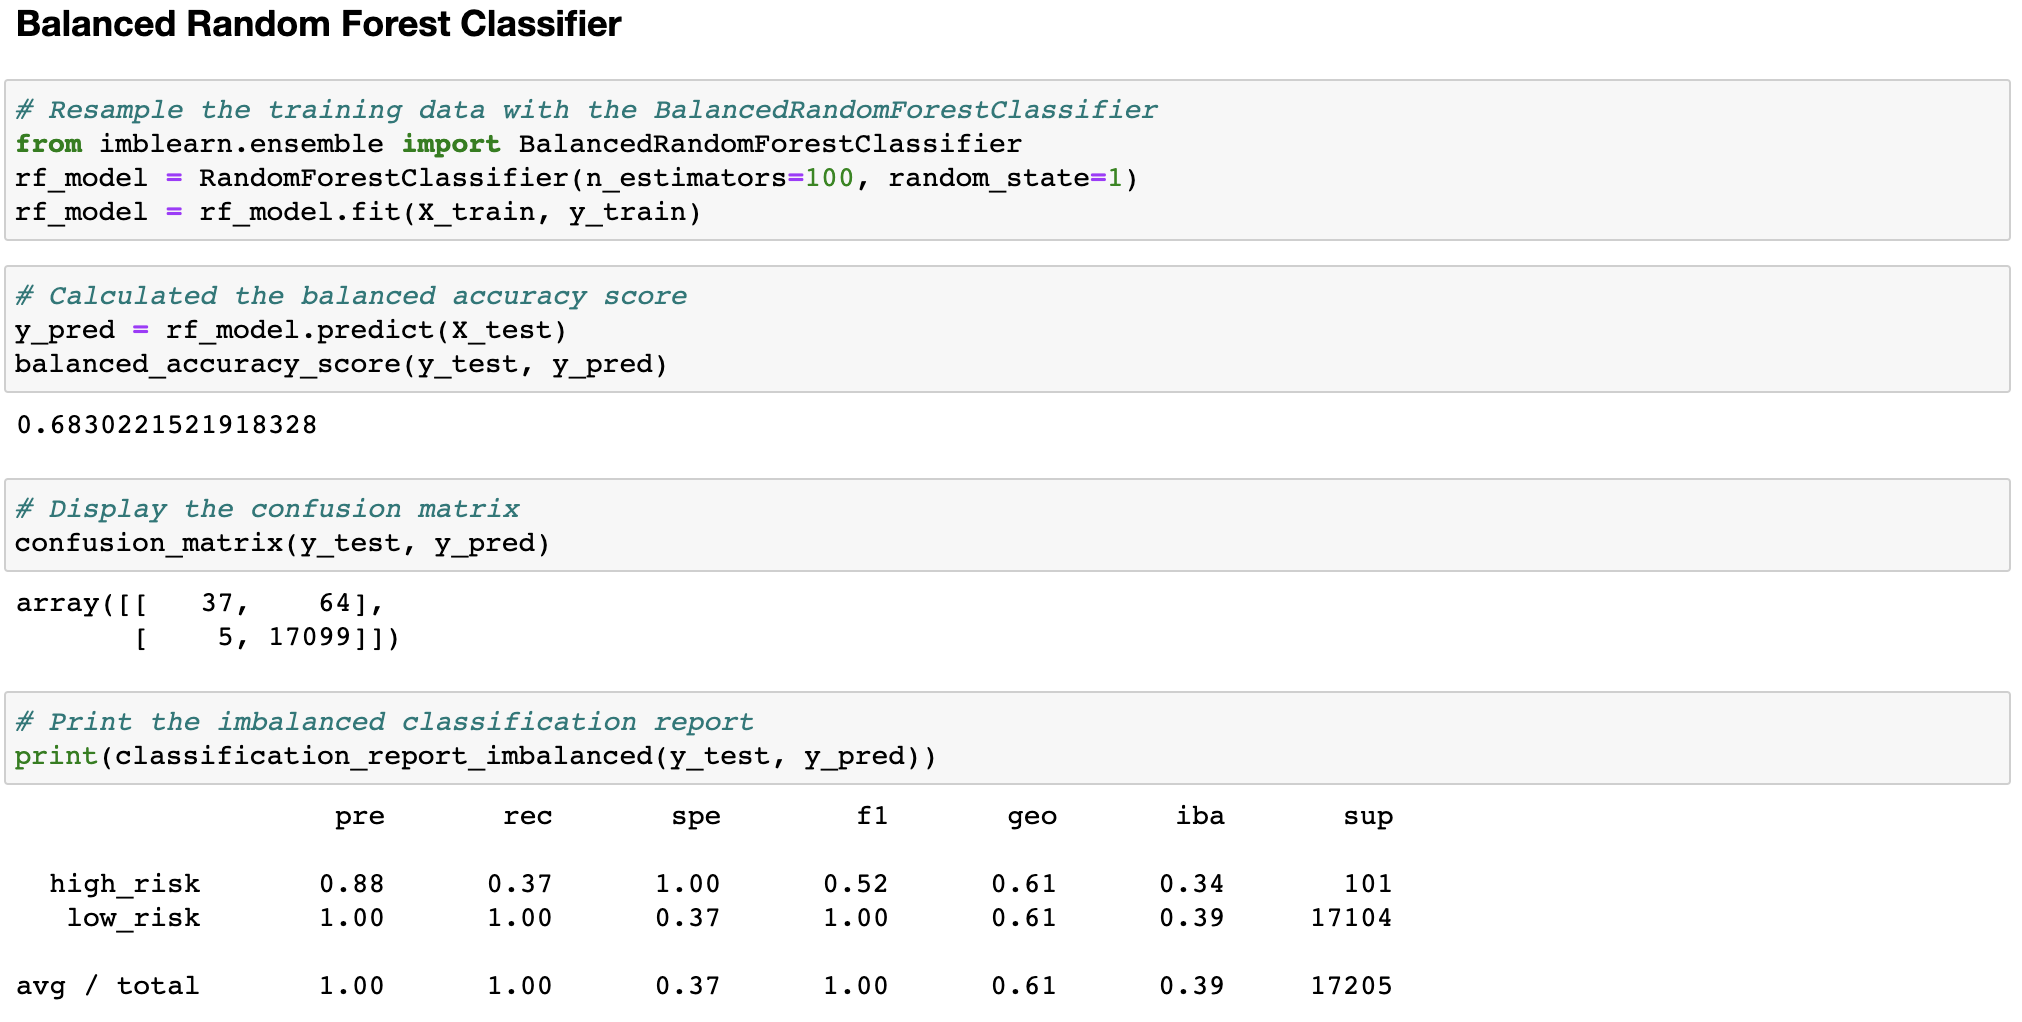 Balanced Random Forest Classifier
# Resample the training data with the BalancedRandomForestClassifier
from imblearn.ensemble import BalancedRandomForestClassifier
rf_model = RandomForestClassifier(n_estimators=100, random_state=1)
rf_model = rf_model.fit(X_train, y_train)
# Calculated the balanced accuracy score
y_pred = rf_model.predict(X_test)
balanced_accuracy_score(y_test, y_pred)
0.6830221521918328
# Display the confusion matrix
confusion_matrix(y_test, y_pred)
array([[   37,    64],
       [    5, 17099]])
# Print the imbalanced classification report
print(classification_report_imbalanced(y_test, y_pred))
pre rec spe f1 geo iba sup
high_risk 0.88 0.37 1.00 0.52 0.61 0.34 101
low_risk 1.00 1.00 0.37 1.00 0.61 0.39 17104
avg / total 1.00 1.00 0.37 1.00 0.61 0.39 17205